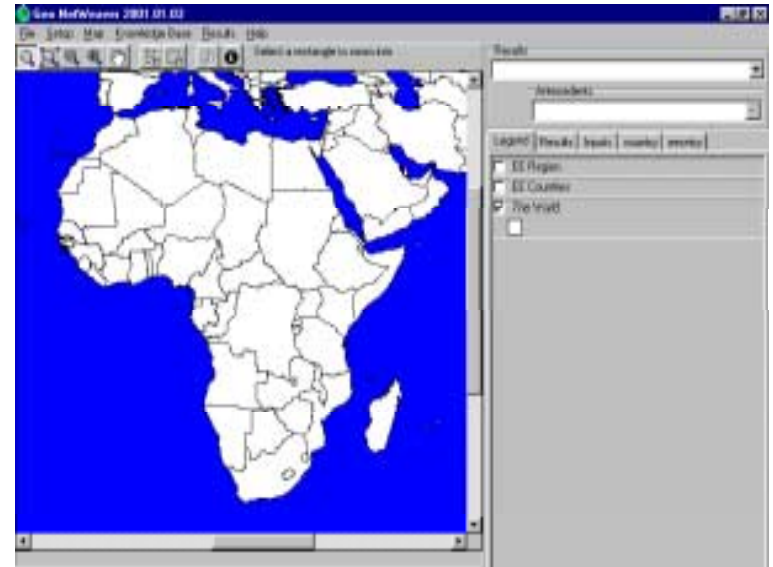 Geo NetWeaver 2001.01.02
File Setup Map Knowledge Base Results Help
Select a rectangle to zoom into
Results
Antecedents
Legend Results Inputs country
EE Region
EE Countries
The World